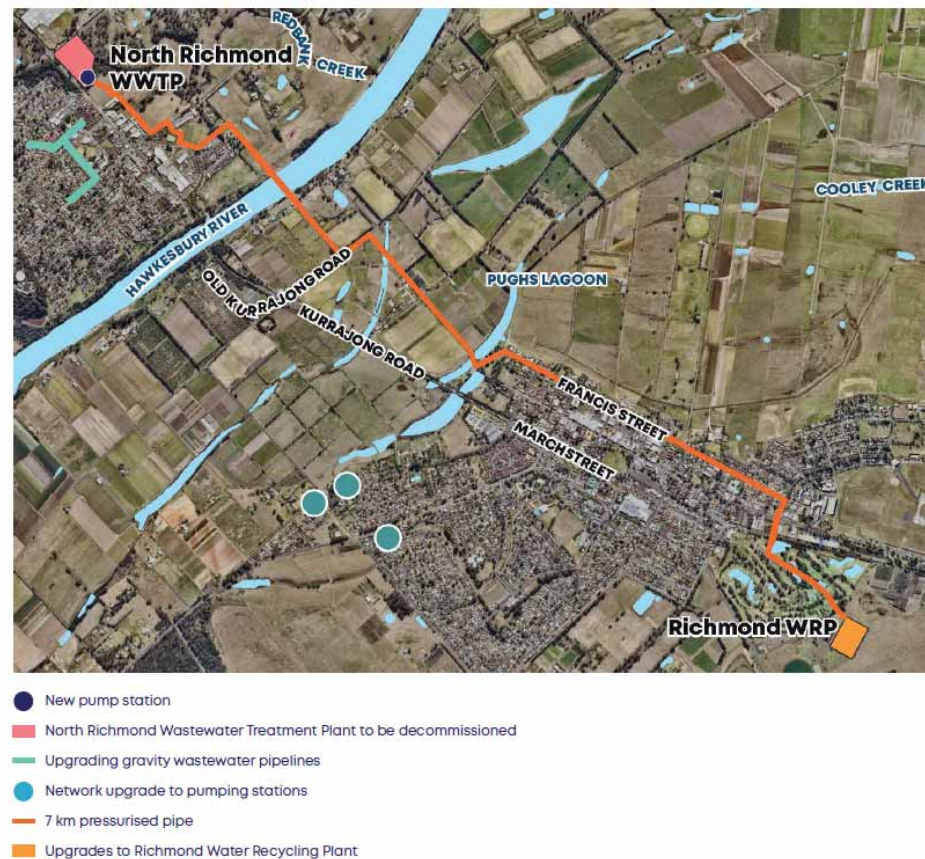 REDBANK CREEK
North Richmond
WWTP
HAWKESBURY RIVER
COOLEY CREEK
PUGHS LAGOON
OLD KURRAJONG ROAD
KURRAJONG ROAD
FRANCIS STREET
MARCH STREET
Richmond WRP
New pump station
North Richmond Wastewater Treatment Plant to be decommissioned
Upgrading gravity wastewater pipelines
Network upgrade to pumping stations
7 km pressurised pipe
Upgrades to Richmond Water Recycling Plant